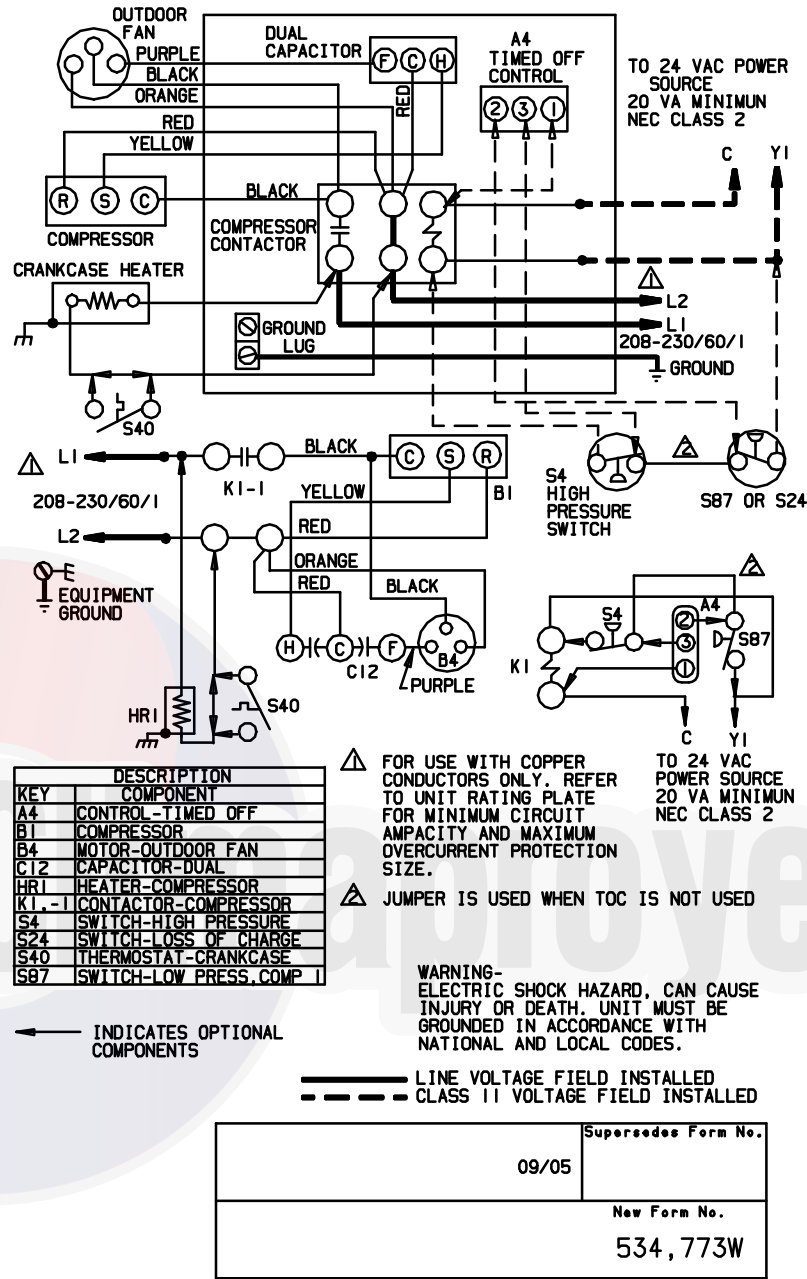 OUTDOOR
FAN
PURPLE
BLACK
ORANGE
RED
YELLOW
DUAL
CAPACITOR
F C H
RED
A4
TIMED OFF
CONTROL
2 3 1
TO 24 VAC POWER
SOURCE
20 VA MINIMUN
NEC CLASS 2
C Y1
R S C
COMPRESSOR
BLACK
COMPRESSOR
CONTACTOR
CRANKCASE HEATER
GROUND
LUG
1
L2
L1
208-230/60/1
GROUND
S40
1
L1
K1-1
BLACK
C S R
B1
YELLOW
208-230/60/1
L2
RED
ORANGE
RED
BLACK
EQUIPMENT
GROUND
H C F
C12
B4
PURPLE
HR1
S40
S4
HIGH
PRESSURE
SWITCH
2
S87 OR S24
2
S4
A4
2
3
1
S87
K1
C Y1
TO 24 VAC
POWER SOURCE
20 VA MINIMUN
NEC CLASS 2
DESCRIPTION
KEY COMPONENT
A4 CONTROL-TIMED OFF
B1 COMPRESSOR
B4 MOTOR-OUTDOOR FAN
C12 CAPACITOR-DUAL
HR1 HEATER-COMPRESSOR
K1,-1 CONTACTOR-COMPRESSOR
S4 SWITCH-HIGH PRESSURE
S24 SWITCH-LOSS OF CHARGE
S40 THERMOSTAT-CRANKCASE
S87 SWITCH-LOW PRESS,COMP 1
INDICATES OPTIONAL
COMPONENTS
1 FOR USE WITH COPPER
CONDUCTORS ONLY. REFER
TO UNIT RATING PLATE
FOR MINIMUM CIRCUIT
AMPACITY AND MAXIMUM
OVERCURRENT PROTECTION
SIZE.
2 JUMPER IS USED WHEN TOC IS NOT USED
WARNING-
ELECTRIC SHOCK HAZARD, CAN CAUSE
INJURY OR DEATH. UNIT MUST BE
GROUNDED IN ACCORDANCE WITH
NATIONAL AND LOCAL CODES.
LINE VOLTAGE FIELD INSTALLED
CLASS II VOLTAGE FIELD INSTALLED
Supersedes Form No.
09/05
New Form No.
534,773W